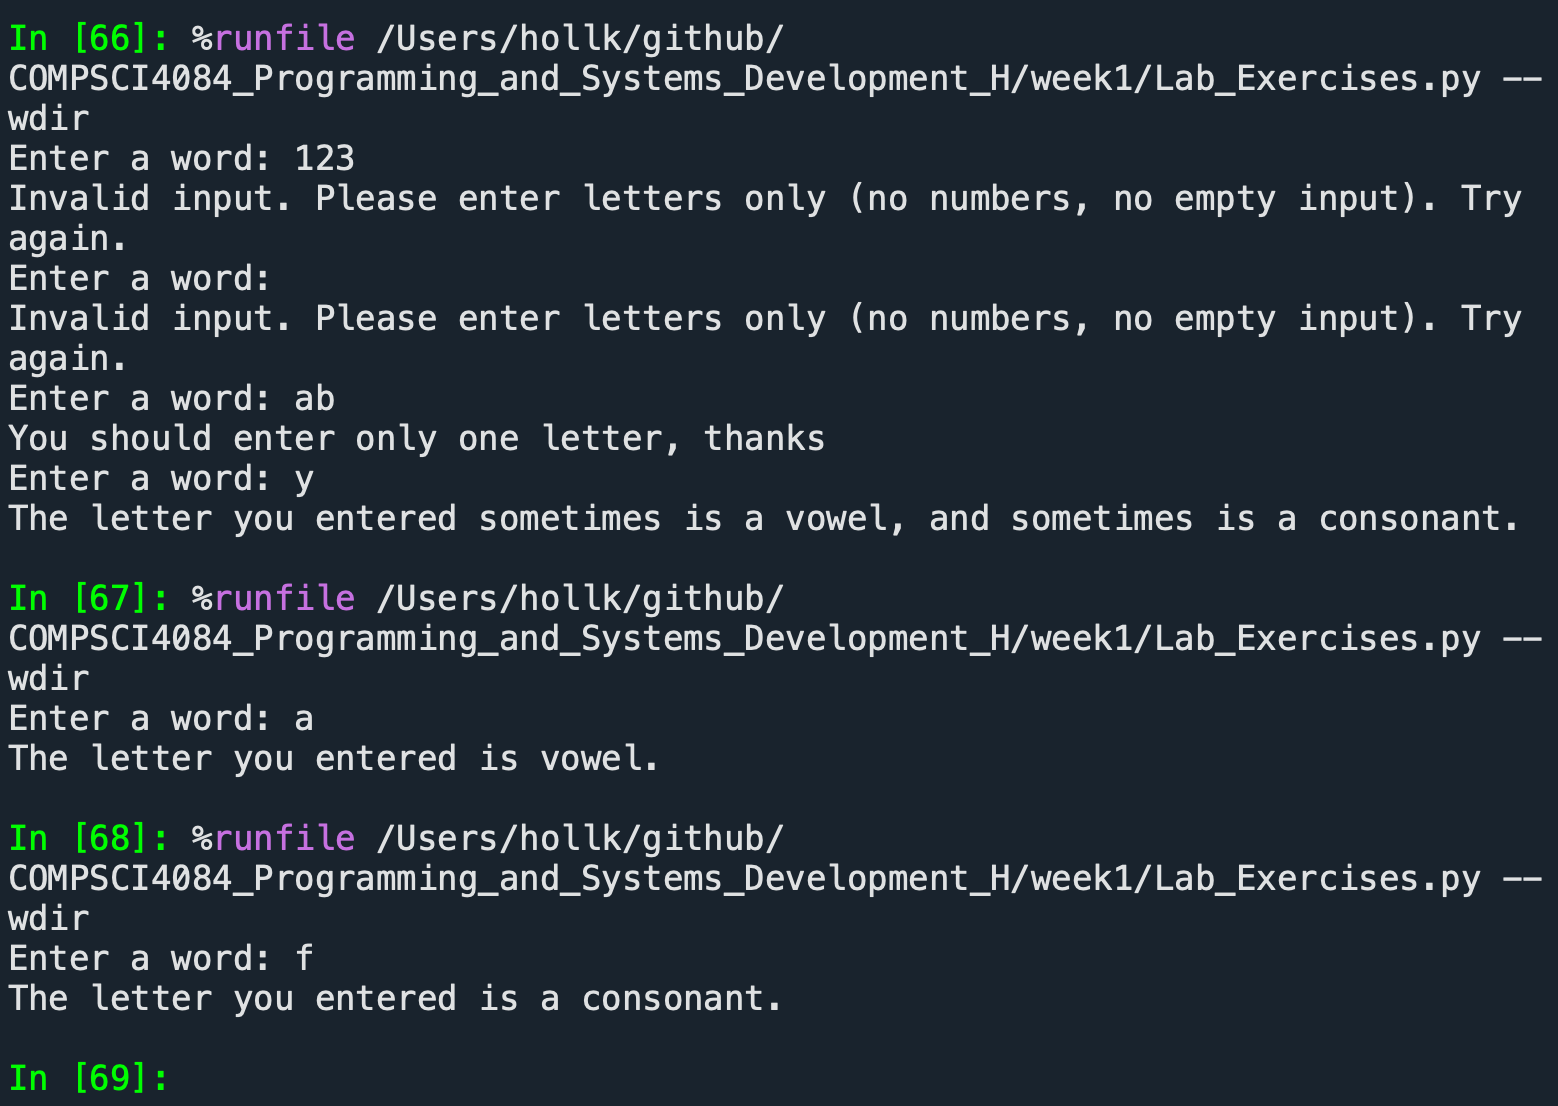 In [66]: %runfile /Users/hollk/github/
COMPSCI4084_Programming_and_Systems_Development_H/week1/Lab_Exercises.py --
wdir
Enter a word: 123
Invalid input. Please enter letters only (no numbers, no empty input). Try
again.
Enter a word:
Invalid input. Please enter letters only (no numbers, no empty input). Try
again.
Enter a word: ab
You should enter only one letter, thanks
Enter a word: y
The letter you entered sometimes is a vowel, and sometimes is a consonant.
In [67]: %runfile /Users/hollk/github/
COMPSCI4084_Programming_and_Systems_Development_H/week1/Lab_Exercises.py --
wdir
Enter a word: a
The letter you entered is vowel.
In [68]: %runfile /Users/hollk/github/
COMPSCI4084_Programming_and_Systems_Development_H/week1/Lab_Exercises.py --
wdir
Enter a word: f
The letter you entered is a consonant.
In [69]: